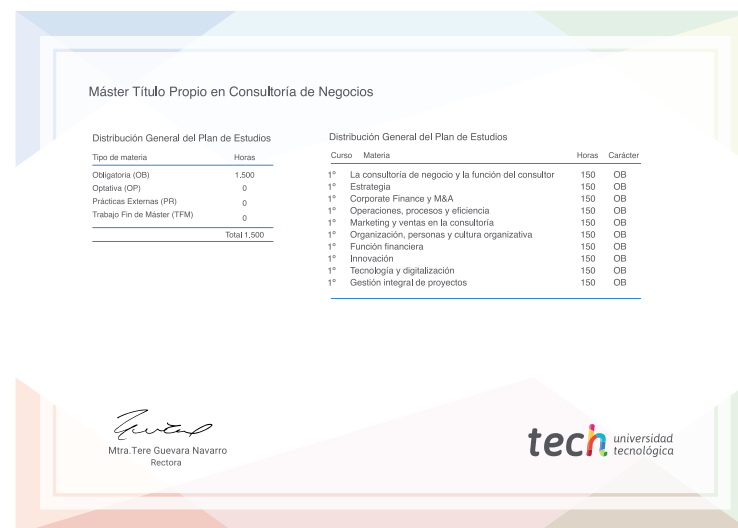 Máster Título Propio en Consultoría de Negocios
Distribución General del Plan de Estudios
Tipo de materia Horas
Obligatoria (OB) 1.500
Optativa (OP) 0
Prácticas Externas (PR) 0
Trabajo Fin de Máster (TFM) 0
Total 1.500
Distribución General del Plan de Estudios
Curso Materia Horas Carácter
1º La consultoría de negocio y la función del consultor 150 OB
1º Estrategia 150 OB
1º Corporate Finance y M&A 150 OB
1º Operaciones, procesos y eficiencia 150 OB
1º Marketing y ventas en la consultoría 150 OB
1º Organización, personas y cultura organizativa 150 OB
1º Función financiera 150 OB
1º Innovación 150 OB
1º Tecnología y digitalización 150 OB
1º Gestión integral de proyectos 150 OB
Mtra.Tere Guevara Navarro
Rectora
tech universidad
tecnológica